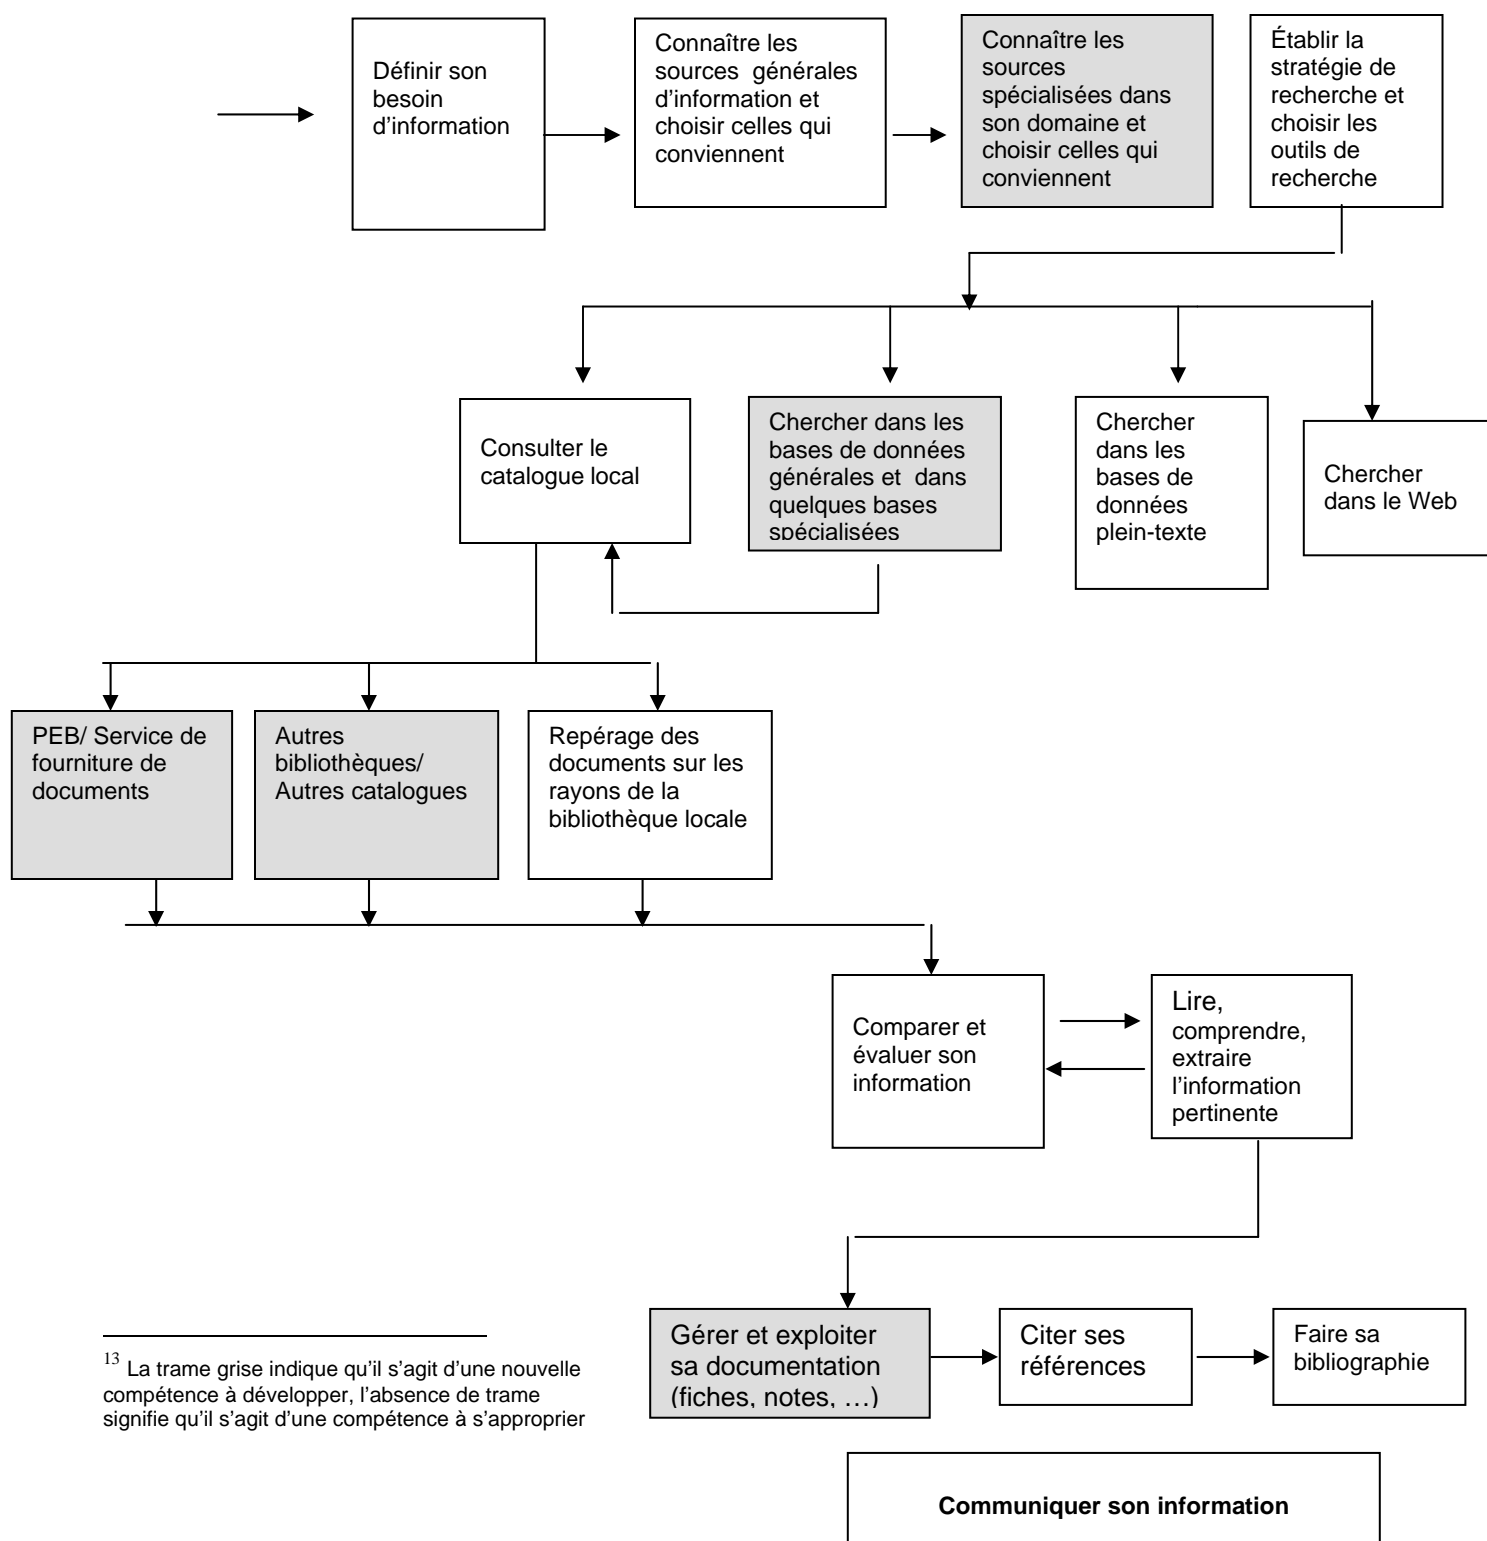 Définir son
besoin
d’information
Connaître les
sources générales
d’information et
choisir celles qui
conviennent
Connaître les
sources
spécialisées dans
son domaine et
choisir celles qui
conviennent
Établir la
stratégie de
recherche et
choisir les
outils de
recherche
Consulter le
catalogue local
Chercher dans les
bases de données
générales et dans
quelques bases
spécialisées
Chercher
dans les
bases de
données
plein-texte
Chercher
dans le Web
PEB/ Service de
fourniture de
documents
Autres
bibliothèques/
Autres catalogues
Repérage des
documents sur les
rayons de la
bibliothèque locale
Comparer et
évaluer son
information
Lire,
comprendre,
extraire
l’information
pertinente
Gérer et exploiter
sa documentation
(fiches, notes, …)
Citer ses
références
Faire sa
bibliographie
13 La trame grise indique qu’il s’agit d’une nouvelle
compétence à développer, l’absence de trame
signifie qu’il s’agit d’une compétence à s’approprier
Communiquer son information